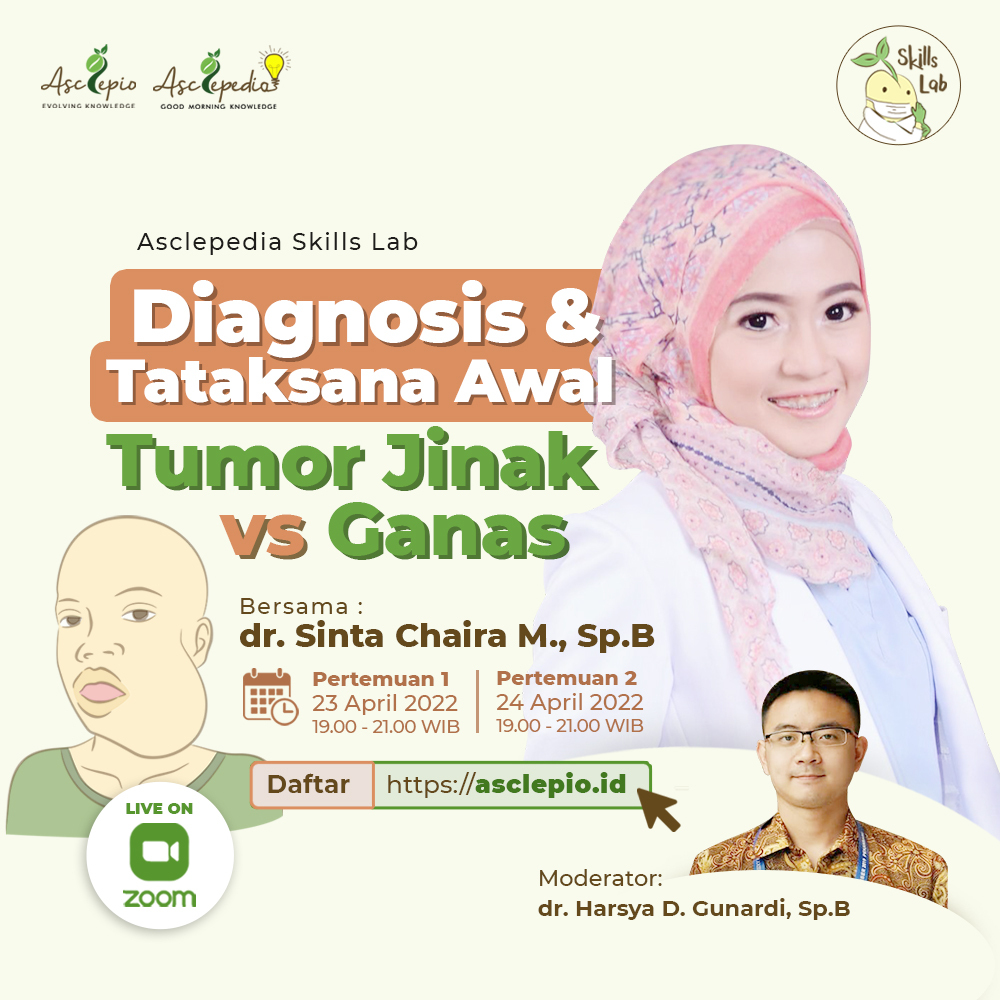 Asclepio
EVOLVING KNOWLEDGE
Asclepedia
GOOD MORNING KNOWLEDGE
Skills
Lab
Asclepedia Skills Lab
Diagnosis &
Tataksana Awal
Tumor Jinak
vs Ganas
Bersama :
dr. Sinta Chaira M., Sp.B
Pertemuan 1
23 April 2022
19.00 - 21.00 WIB
Pertemuan 2
24 April 2022
19.00 - 21.00 WIB
Daftar
https://asclepio.id
LIVE ON
zoom
Moderator:
dr. Harsya D. Gunardi, Sp.B